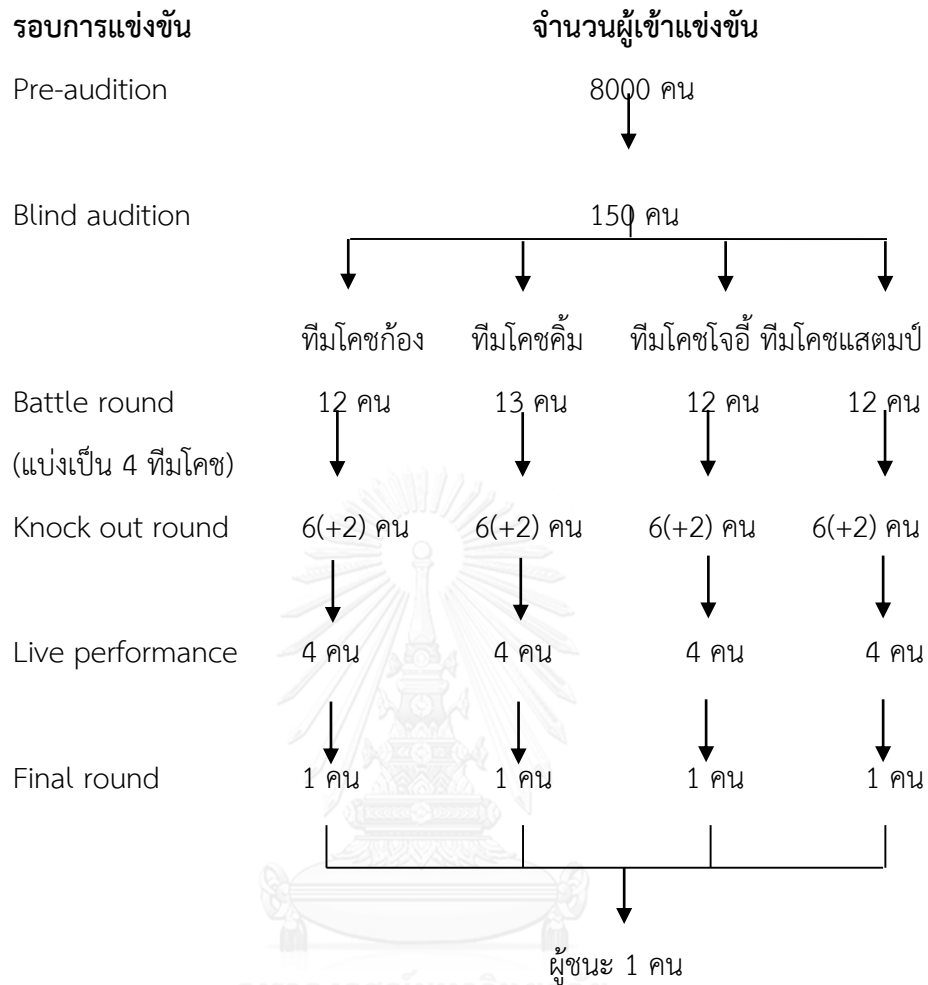 รอบการแข่งขัน จำนวนผู้เข้าแข่งขัน
Pre-audition 8000 คน
Blind audition 150 คน
ทีมโคชก้อง ทีมโคชคิ้ม ทีมโคชโจอี้ ทีมโคชแสตมป์
Battle round 12 คน 13 คน 12 คน 12 คน
(แบ่งเป็น 4 ทีมโคช)
Knock out round 6(+2) คน 6(+2) คน 6(+2) คน 6(+2) คน
Live performance 4 คน 4 คน 4 คน 4 คน
Final round 1 คน 1 คน 1 คน 1 คน
ผู้ชนะ 1 คน